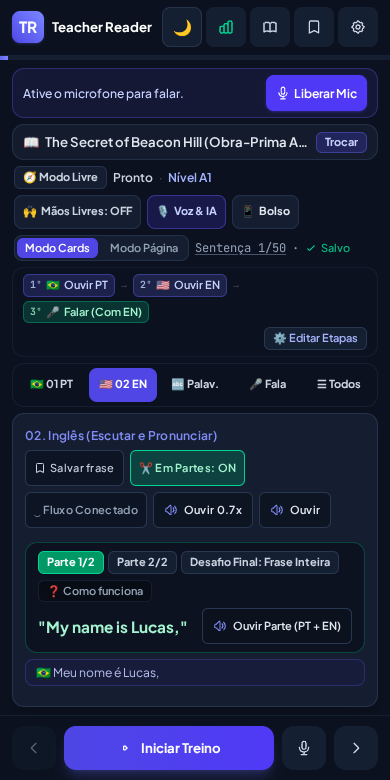 TR Teacher Reader
Ative o microfone para falar. Liberar Mic
The Secret of Beacon Hill (Obra-Prima A... Trocar
Modo Livre Pronto · Nível A1
Mãos Livres: OFF Voz & IA Bolso
Modo Cards Modo Página Sentença 1/50 · ✓ Salvo
1° Ouvir PT → 2° Ouvir EN →
3° Falar (Com EN)
Editar Etapas
01 PT 02 EN Palav. Fala ☰ Todos
02. Inglês (Escutar e Pronunciar)
Salvar frase Em Partes: ON
Fluxo Conectado Ouvir 0.7x Ouvir
Parte 1/2 Parte 2/2 Desafio Final: Frase Inteira
❓ Como funciona
"My name is Lucas," Ouvir Parte (PT + EN)
Meu nome é Lucas,
Iniciar Treino